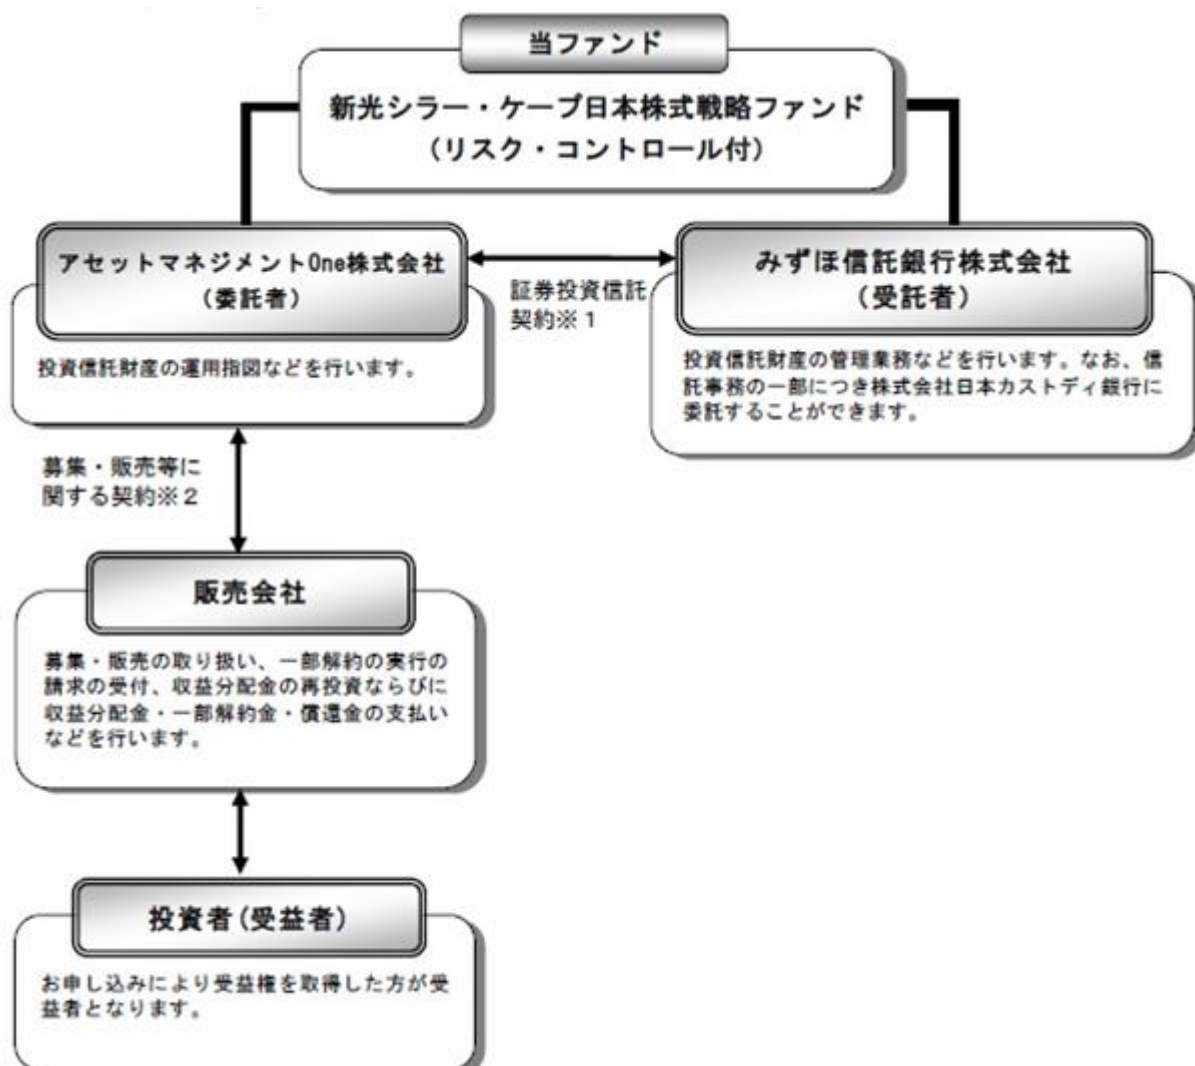 当ファンド
新光シラー・ケープ日本株式戦略ファンド
(リスク・コントロール付)
アセットマネジメントOne株式会社
(委託者)
投資信託財産の運用指図などを行います。
証券投資信託
契約※1
みずほ信託銀行株式会社
(受託者)
投資信託財産の管理業務などを行います。なお、信
託事務の一部につき株式会社日本カストディ銀行に
委託することができます。
募集・販売等に
関する契約※2
販売会社
募集・販売の取り扱い、一部解約の実行の
請求の受付、収益分配金の再投資ならびに
収益分配金・一部解約金・償還金の支払い
などを行います。
投資者(受益者)
お申し込みにより受益権を取得した方が受
益者となります。